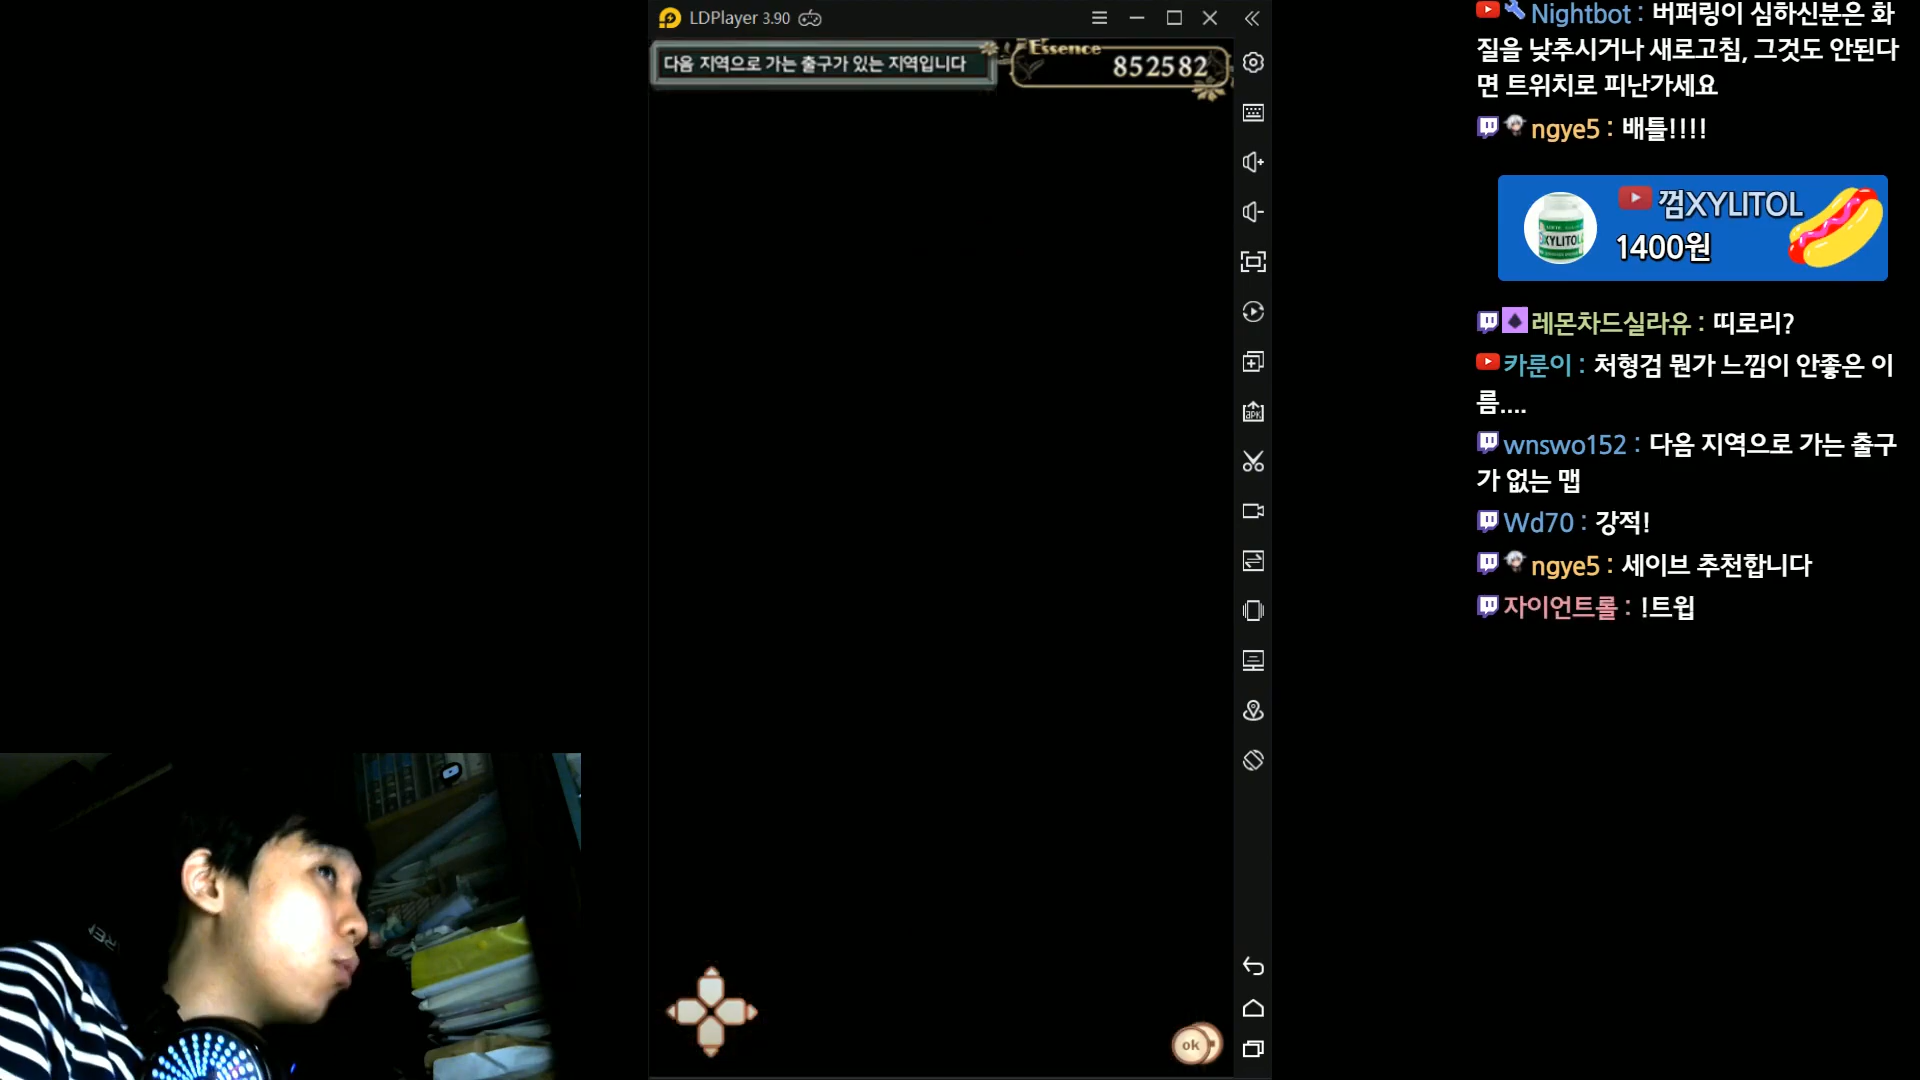 LDPlayer 3.90
다음 지역으로 가는 출구가 있는 지역입니다
Essence
852582
ok
Nightbot : 버퍼링이 심하신분은 화
질을 낮추시거나 새로고침, 그것도 안된다
면 트위치로 피난가세요
ngye5 : 배틀!!!!
껌XYLITOL
1400원
XYLITOL
레몬차드실라유 : 띠로리?
카룬이 : 처형검 뭔가 느낌이 안좋은 이
름....
wnswo152 : 다음 지역으로 가는 출구
가 없는 맵
Wd70 : 강적!
ngye5 : 세이브 추천합니다
자이언트롤 : !트윕